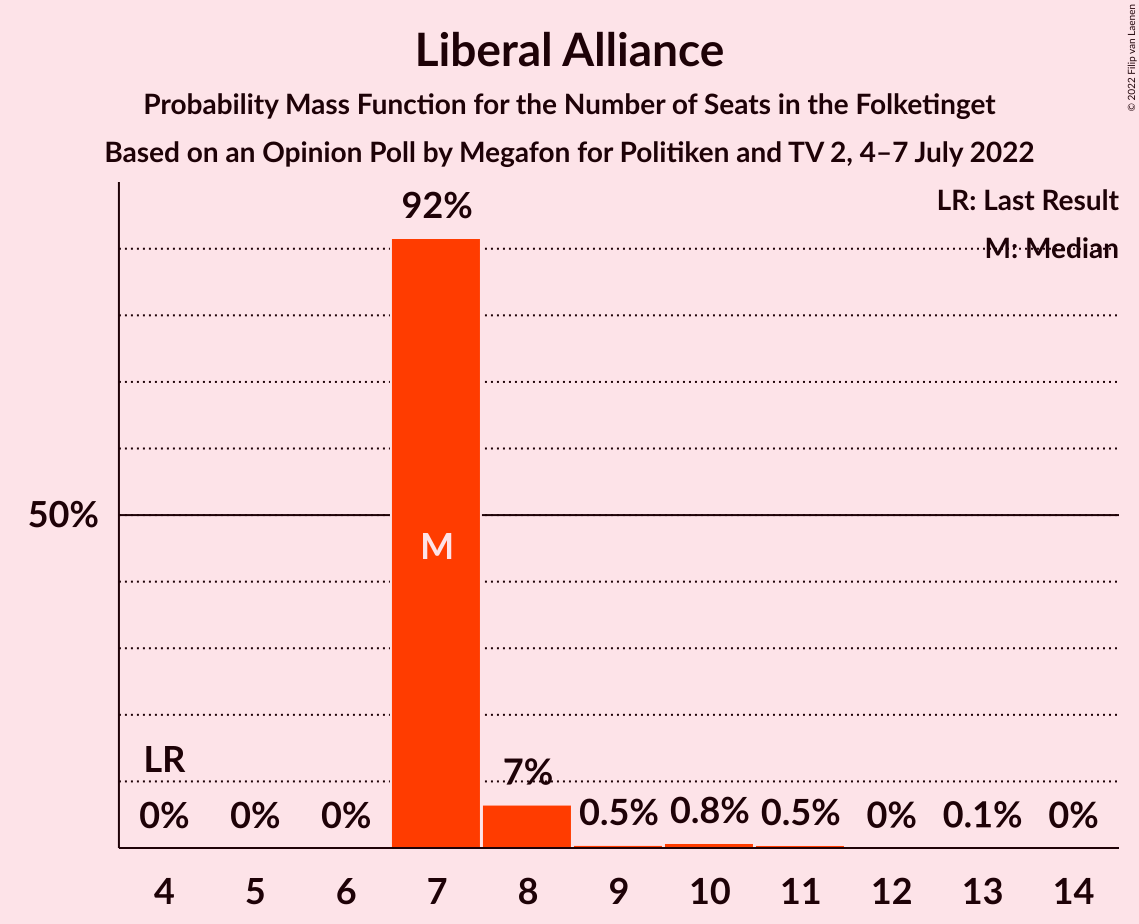 Liberal Alliance
Probability Mass Function for the Number of Seats in the Folketinget
Based on an Opinion Poll by Megafon for Politiken and TV 2, 4–7 July 2022
© 2022 Filip van Laenen
LR: Last Result
M: Median
92%
50%
M
LR
7%
0% 0% 0% 0.5% 0.8% 0.5% 0% 0.1% 0%
4 5 6 7 8 9 10 11 12 13 14